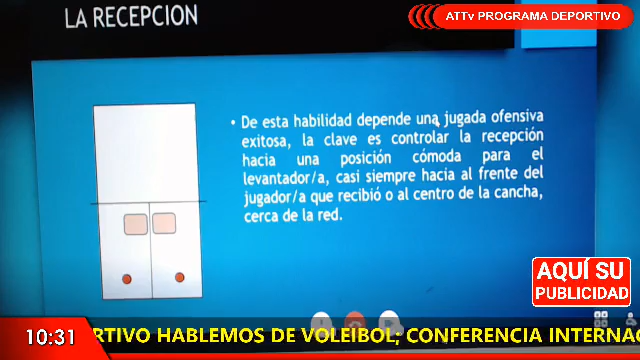 LA RECEPCION
ATTv PROGRAMA DEPORTIVO
• De esta habilidad depende una jugada ofensiva
exitosa, la clave es controlar la recepción
hacia una posición cómoda para el
levantador/a, casi siempre hacia al frente del
jugador/a que recibió o al centro de la cancha,
cerca de la red.
AQUÍ SU
PUBLICIDAD
10:31
RTIVO HABLEMOS DE VOLEIBOL; CONFERENCIA INTERNA